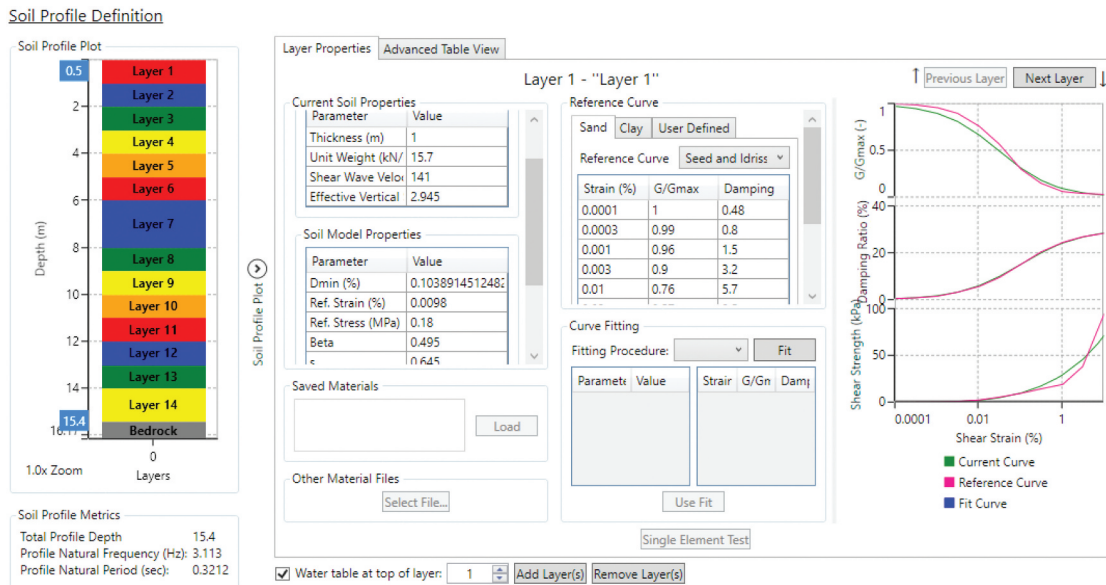 Soil Profile Definition
Soil Profile Plot
0.5
2
4
6
8
10
12
14
15.4
Depth (m)
Layer 1
Layer 2
Layer 3
Layer 4
Layer 5
Layer 6
Layer 7
Layer 8
Layer 9
Layer 10
Layer 11
Layer 12
Layer 13
Layer 14
Bedrock
0
1.0x Zoom
Layers
Soil Profile Metrics
Total Profile Depth 15.4
Profile Natural Frequency (Hz): 3.113
Profile Natural Period (sec): 0.3212
Soil Profile Plot
Layer Properties Advanced Table View
Layer 1 - "Layer 1"
↑ Previous Layer Next Layer ↓
Current Soil Properties
Parameter Value
Thickness (m) 1
Unit Weight (kN/ 15.7
Shear Wave Veloc 141
Effective Vertical 2.945
Soil Model Properties
Parameter Value
Dmin (%) 0.103891451248
Ref. Strain (%) 0.0098
Ref. Stress (MPa) 0.18
Beta 0.495
s 0.645
Saved Materials
Load
Other Material Files
Select File...
Reference Curve
Sand Clay User Defined
Reference Curve Seed and Idriss
Strain (%) G/Gmax Damping
0.0001 1 0.48
0.0003 0.99 0.8
0.001 0.96 1.5
0.003 0.9 3.2
0.01 0.76 5.7
Curve Fitting
Fitting Procedure: Fit
Paramete Value
Strair G/Gn Damp
Use Fit
Single Element Test
G/Gmax (-)
1
0.5
0
Damping Ratio (%)
40
20
0
Shear Strength (kPa)
100
50
0
0.00001 0.01 1
Shear Strain (%)
Current Curve
Reference Curve
Fit Curve
Water table at top of layer: 1 Add Layer(s) Remove Layer(s)